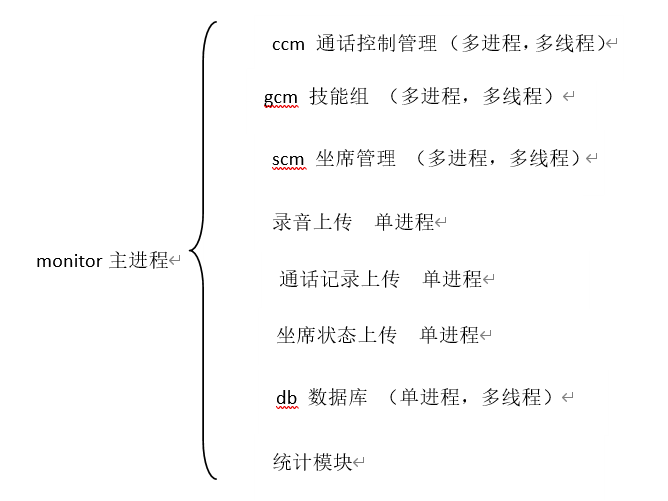 ccm 通话控制管理（多进程，多线程）
gcm 技能组 （多进程，多线程）
scm 坐席管理 （多进程，多线程）
录音上传 单进程
monitor 主进程
通话记录上传 单进程
坐席状态上传 单进程
db 数据库 （单进程，多线程）
统计模块